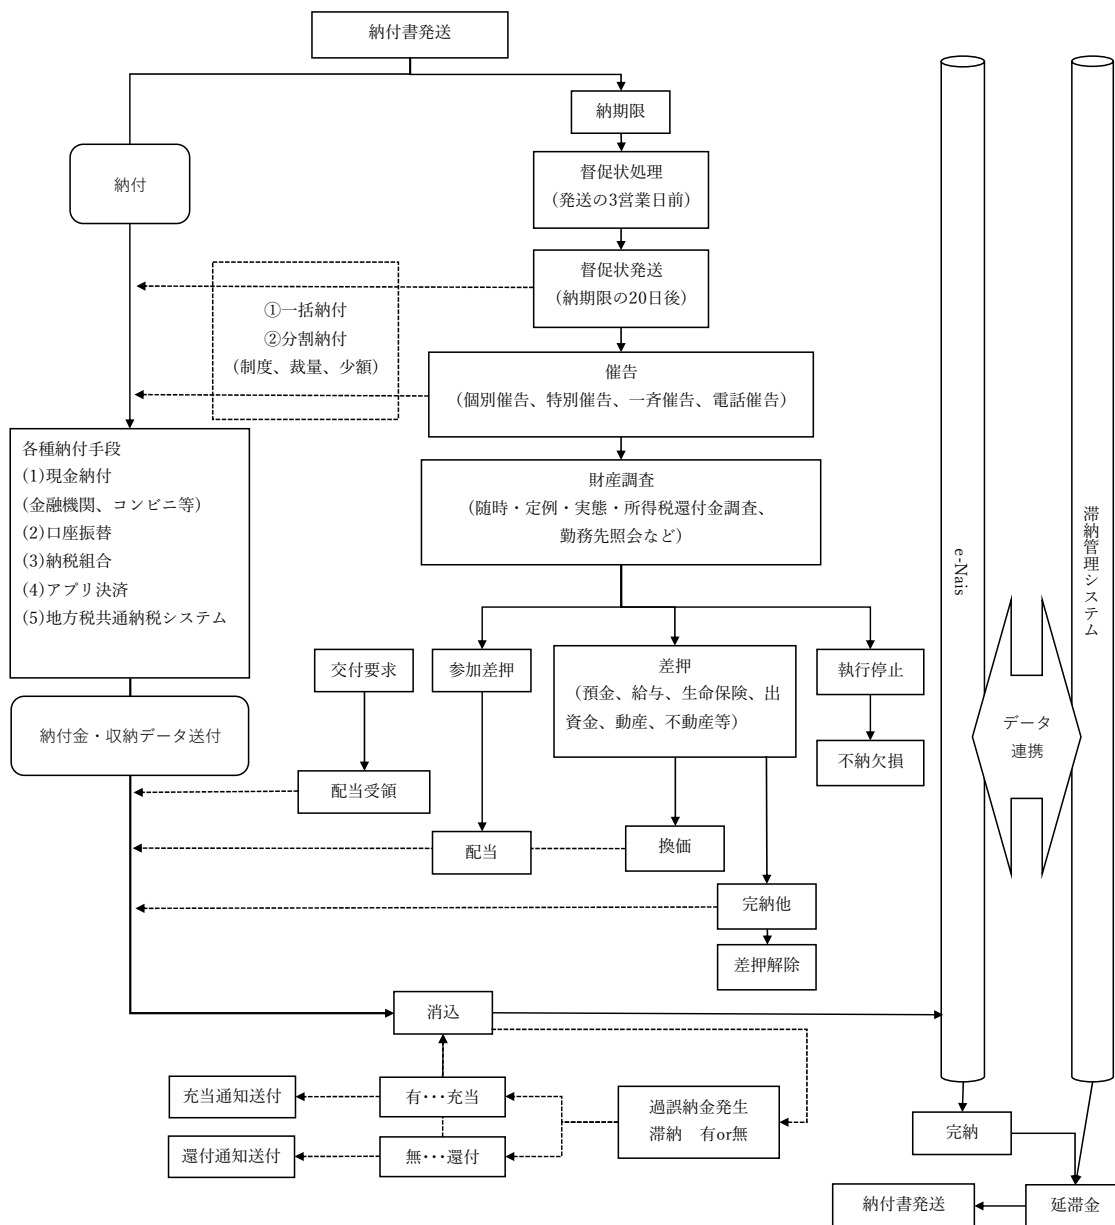 納付書発送
納期限
督促状処理
(発送の3営業日前)
納付
督促状発送
(納期限の20日後)
①一括納付
②分割納付
(制度、裁量、少額)
催告
(個別催告、特別催告、一斉催告、電話催告)
各種納付手段
(1)現金納付
(金融機関、コンビニ等)
(2)口座振替
(3)納税組合
(4)アプリ決済
(5)地方税共通納税システム
財産調査
(随時・定例・実態・所得税還付金調査、
勤務先照会など)
e-Nais
滞納管理システム
交付要求
参加差押
差押
(預金、給与、生命保険、出
資金、動産、不動産等)
執行停止
納付金・収納データ送付
データ
連携
不納欠損
配当受領
配当
換価
完納他
差押解除
消込
充当通知送付
有･･･充当
過誤納金発生
滞納　有or無
還付通知送付
無･･･還付
完納
納付書発送
延滞金